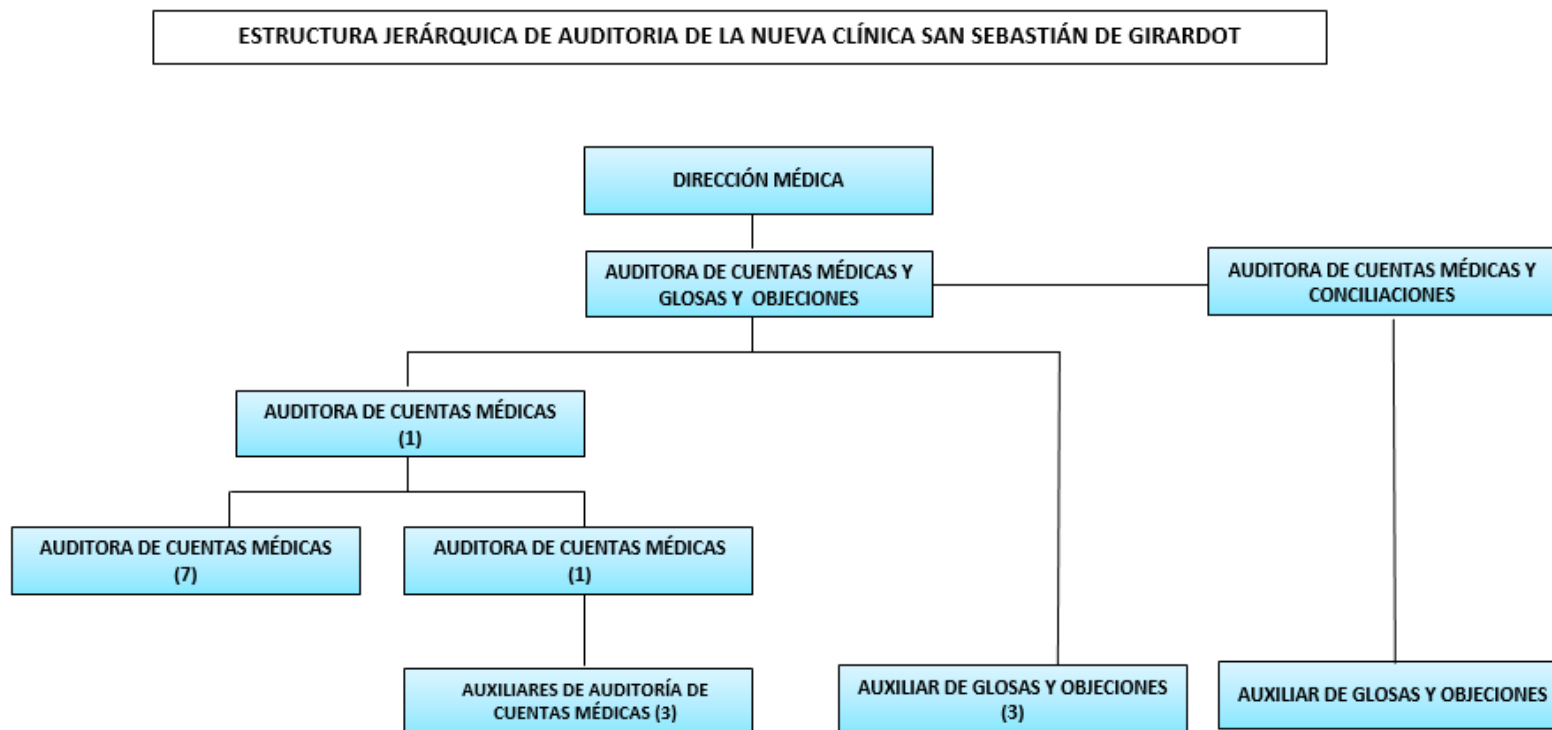 ESTRUCTURA JERÁRQUICA DE AUDITORIA DE LA NUEVA CLÍNICA SAN SEBASTIÁN DE GIRARDOT
DIRECCIÓN MÉDICA
AUDITORA DE CUENTAS MÉDICAS Y
GLOSAS Y OBJECIONES
AUDITORA DE CUENTAS MÉDICAS Y
CONCILIACIONES
AUDITORA DE CUENTAS MÉDICAS
(1)
AUDITORA DE CUENTAS MÉDICAS
(7)
AUDITORA DE CUENTAS MÉDICAS
(1)
AUXILIARES DE AUDITORÍA DE
CUENTAS MÉDICAS (3)
AUXILIAR DE GLOSAS Y OBJECIONES
(3)
AUXILIAR DE GLOSAS Y OBJECIONES